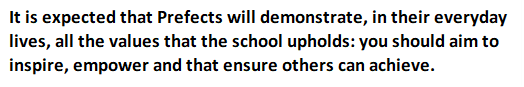 It is expected that Prefects will demonstrate, in their everyday
lives, all the values that the school upholds: you should aim to
inspire, empower and that ensure others can achieve.